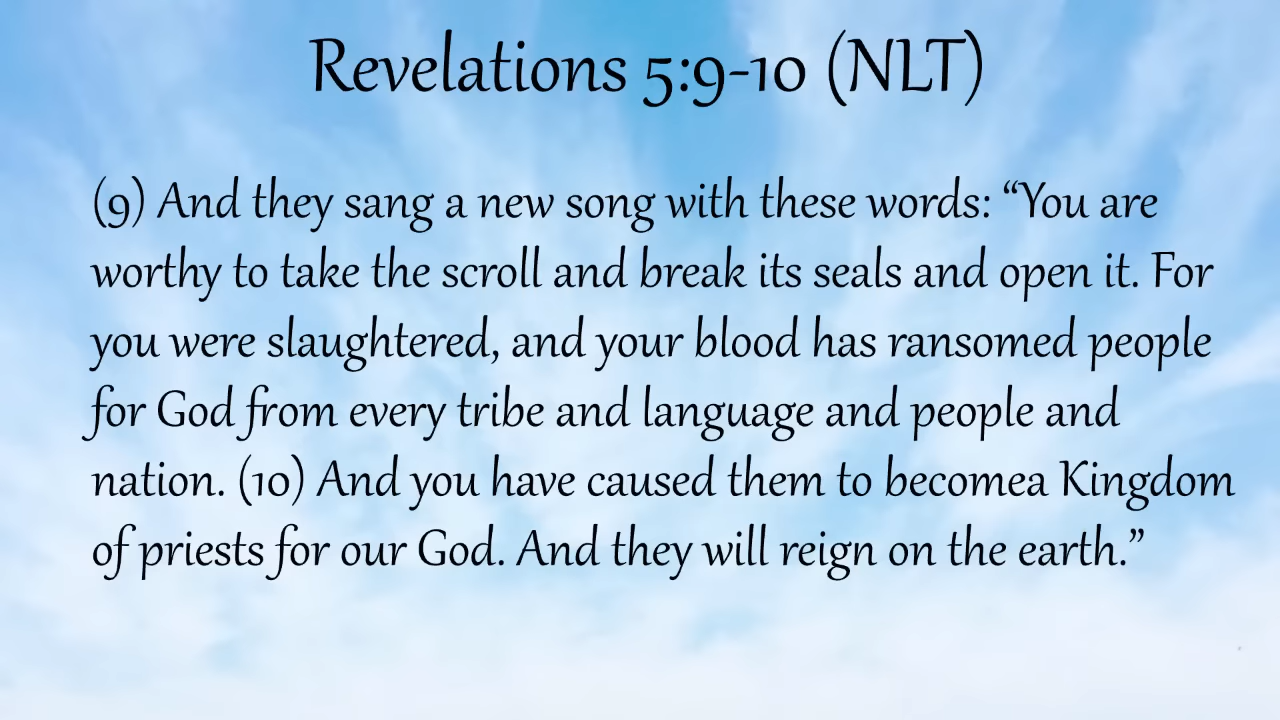 Revelations 5:9-10 (NLT)
(9) And they sang a new song with these words: “You are
worthy to take the scroll and break its seals and open it. For
you were slaughtered, and your blood has ransomed people
for God from every tribe and language and people and
nation. (10) And you have caused them to becomea Kingdom
of priests for our God. And they will reign on the earth.”